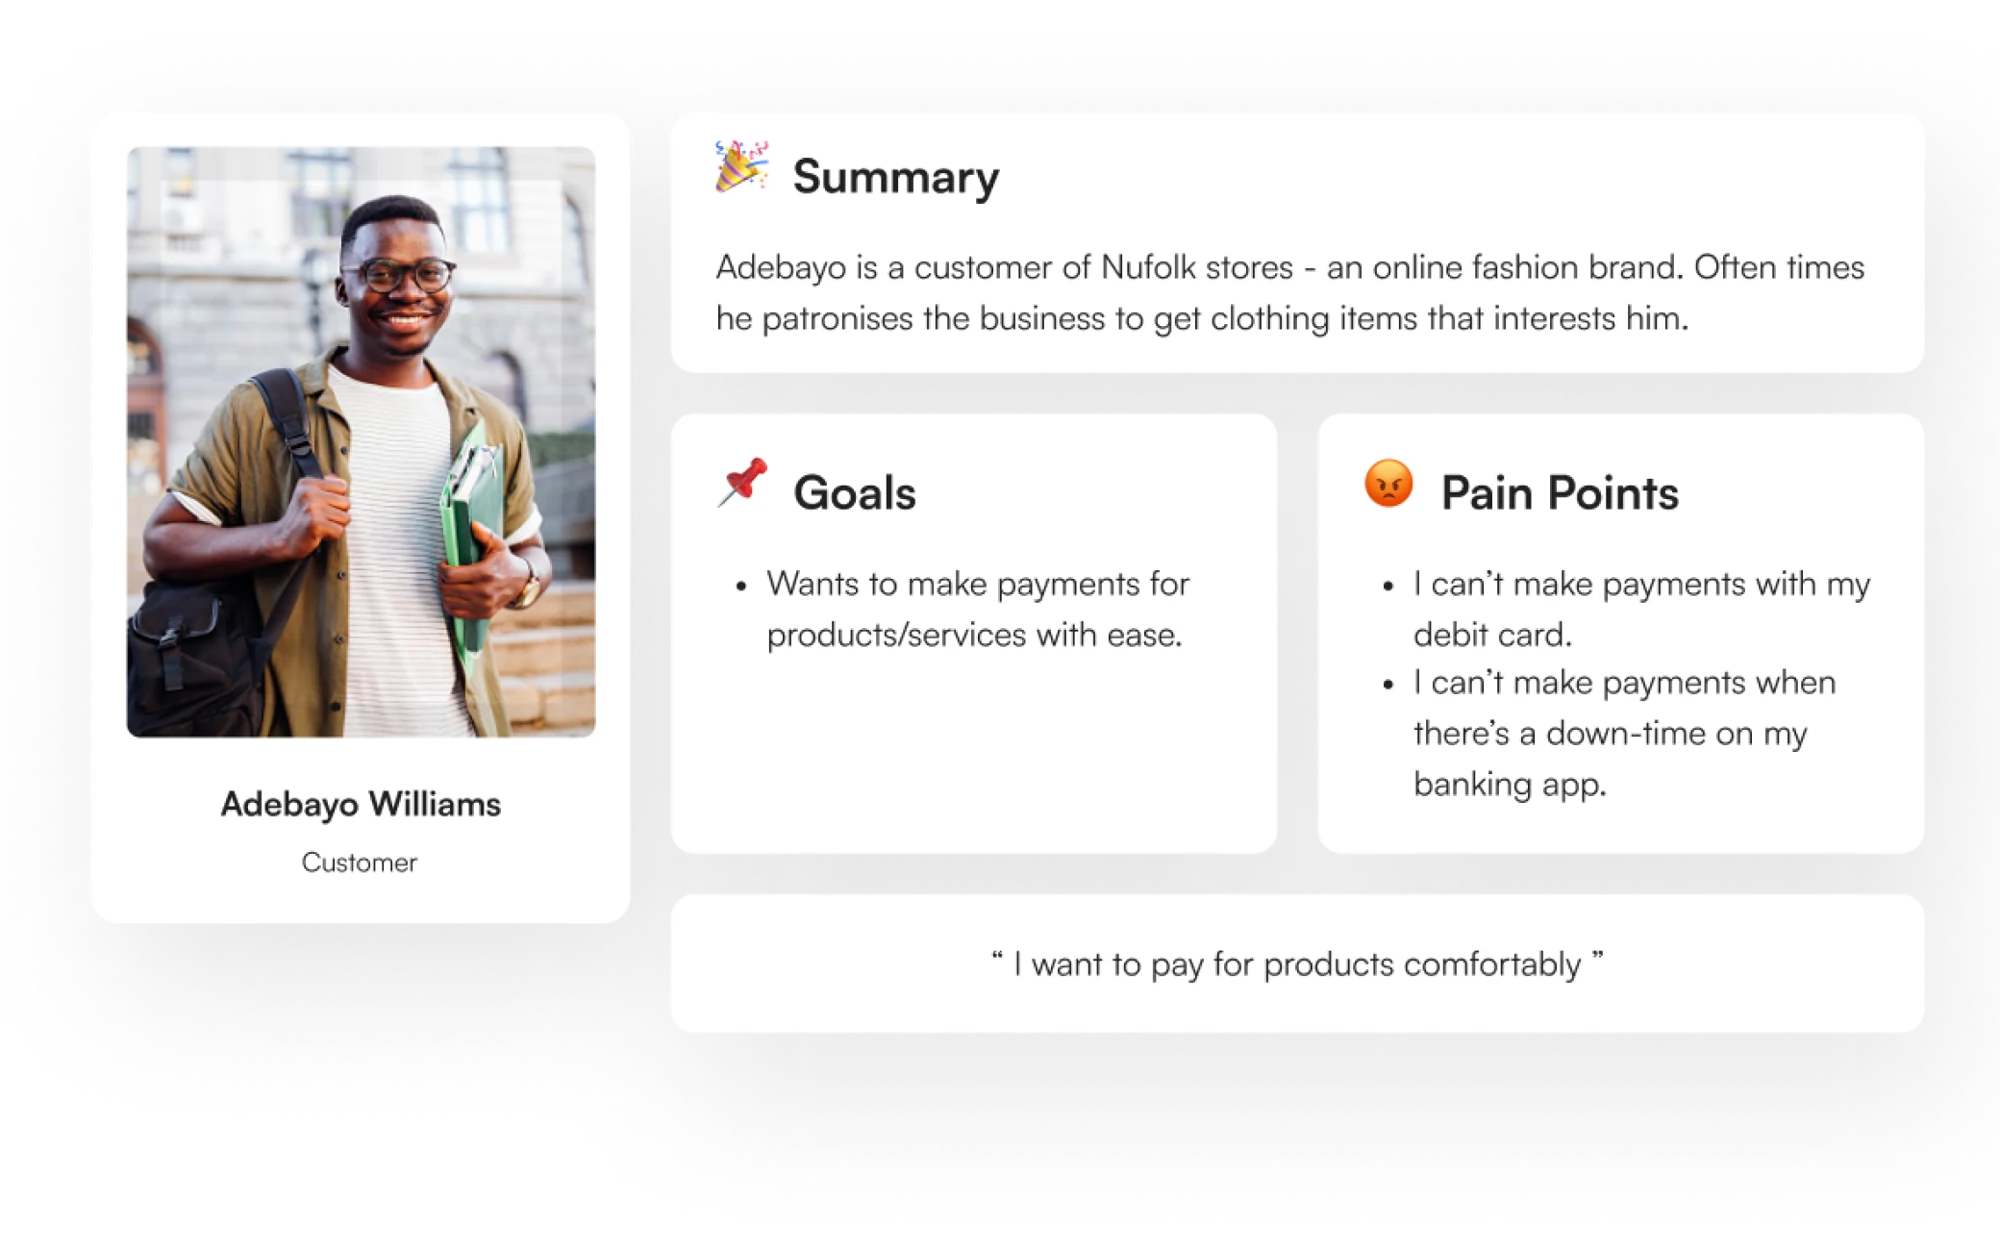 Summary
Adebayo is a customer of Nufolk stores - an online fashion brand. Often times
he patronises the business to get clothing items that interests him.
Adebayo Williams
Customer
Goals
• Wants to make payments for
products/services with ease.
Pain Points
• I can’t make payments with my
debit card.
• I can’t make payments when
there’s a down-time on my
banking app.
“ I want to pay for products comfortably ”